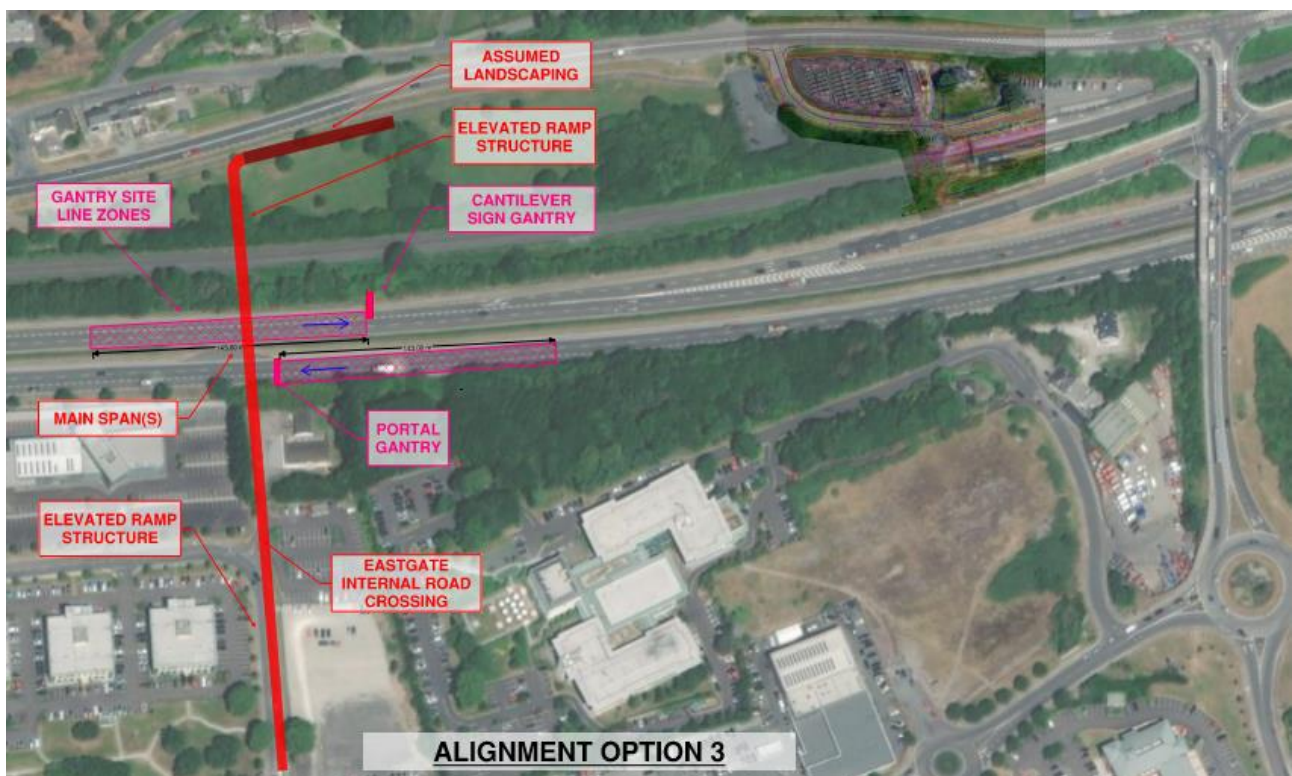 ASSUMED
LANDSCAPING
ELEVATED RAMP
STRUCTURE
GANTRY SITE
LINE ZONES
CANTILEVER
SIGN GANTRY
MAIN SPAN(S)
PORTAL
GANTRY
ELEVATED RAMP
STRUCTURE
EASTGATE
INTERNAL ROAD
CROSSING
ALIGNMENT OPTION 3